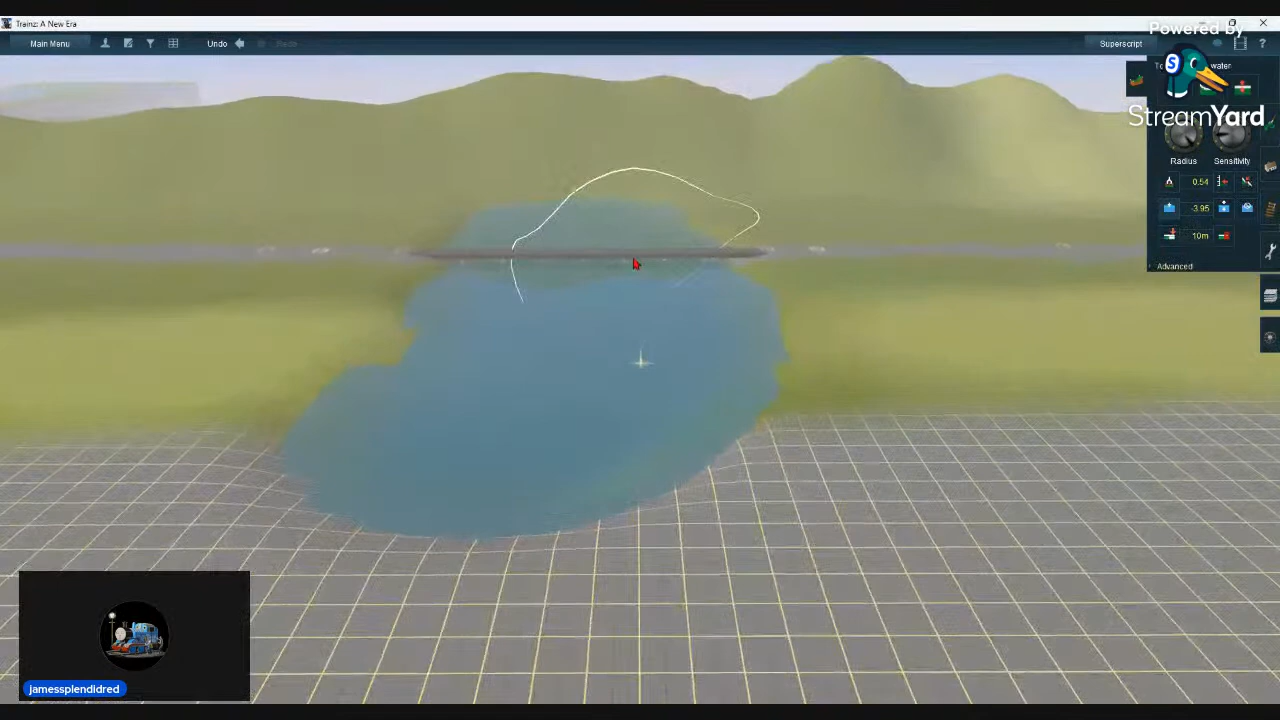 Trainz: A New Era
Powered by
StreamYard
Main Menu
Undo
Redo
Superscript
water
Radius
Sensitivity
0.54
-3.95
10m
Advanced
jamessplendidred